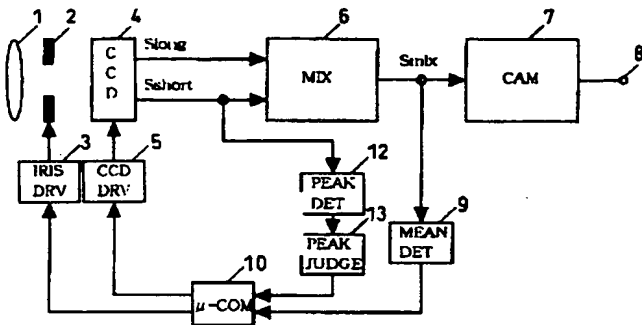 1
2
4
6
7
8
C
C
D
Slong
Sshort
MIX
Smix
CAM
3
5
IRIS
DRV
CCD
DRV
12
PEAK
DET
13
PEAK
JUDGE
9
MEAN
DET
10
μ-COM